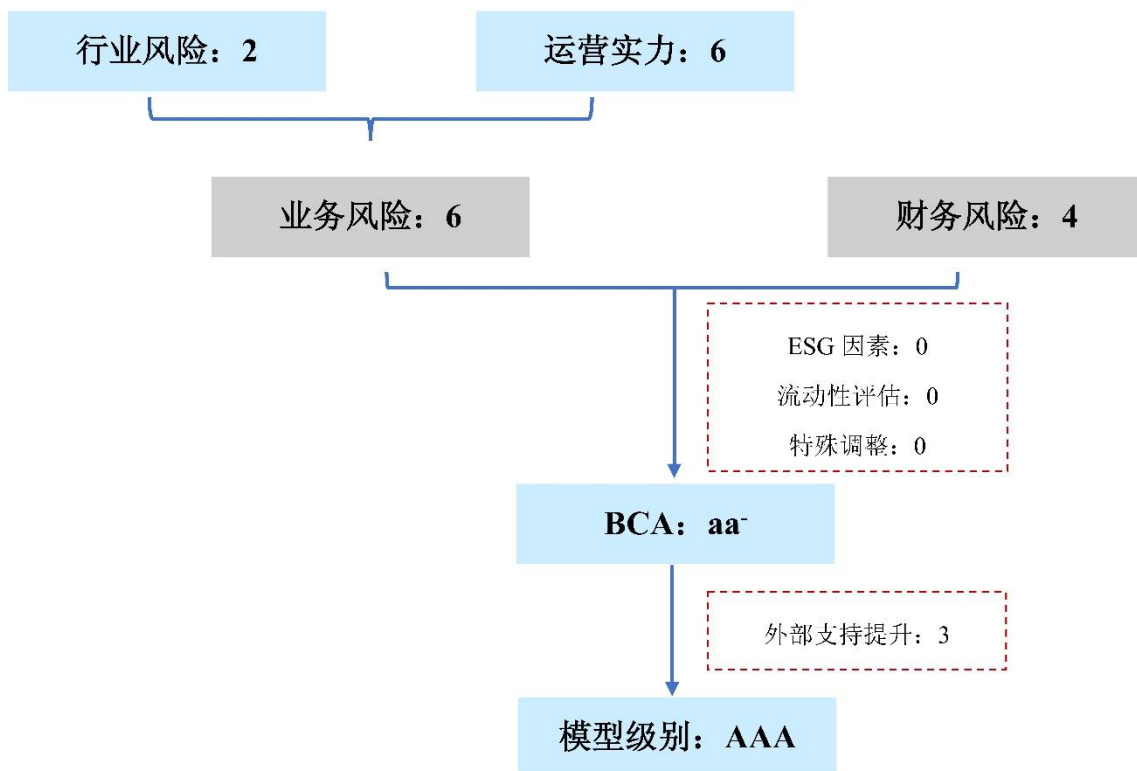 行业风险：2
运营实力：6
业务风险：6
财务风险：4
ESG 因素：0
流动性评估：0
特殊调整：0
BCA：aa⁻
外部支持提升：3
模型级别：AAA